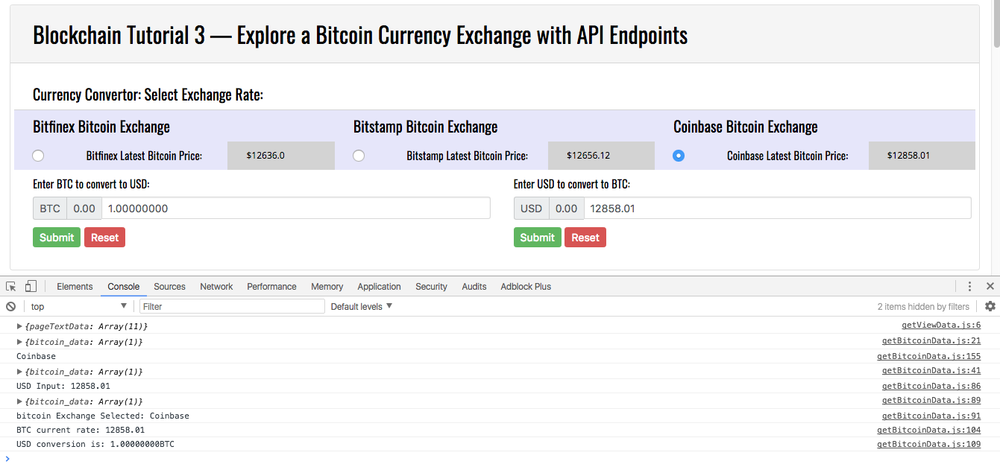 Blockchain Tutorial 3 — Explore a Bitcoin Currency Exchange with API Endpoints
Currency Convertor: Select Exchange Rate:
Bitfinex Bitcoin Exchange Bitstamp Bitcoin Exchange Coinbase Bitcoin Exchange
Bitfinex Latest Bitcoin Price: $12636.0 Bitstamp Latest Bitcoin Price: $12656.12 Coinbase Latest Bitcoin Price: $12858.01
Enter BTC to convert to USD: Enter USD to convert to BTC:
BTC 0.00 1.00000000 USD 0.00 12858.01
Submit Reset Submit Reset
Elements Console Sources Network Performance Memory Application Security Audits Adblock Plus
top Filter Default levels 2 items hidden by filters
{pageTextData: Array(11)} getViewData.js:6
{bitcoin_data: Array(1)} getBitcoinData.js:21
Coinbase getBitcoinData.js:155
{bitcoin_data: Array(1)} getBitcoinData.js:41
USD Input: 12858.01 getBitcoinData.js:86
{bitcoin_data: Array(1)} getBitcoinData.js:89
bitcoin Exchange Selected: Coinbase getBitcoinData.js:91
BTC current rate: 12858.01 getBitcoinData.js:104
USD conversion is: 1.00000000BTC getBitcoinData.js:109